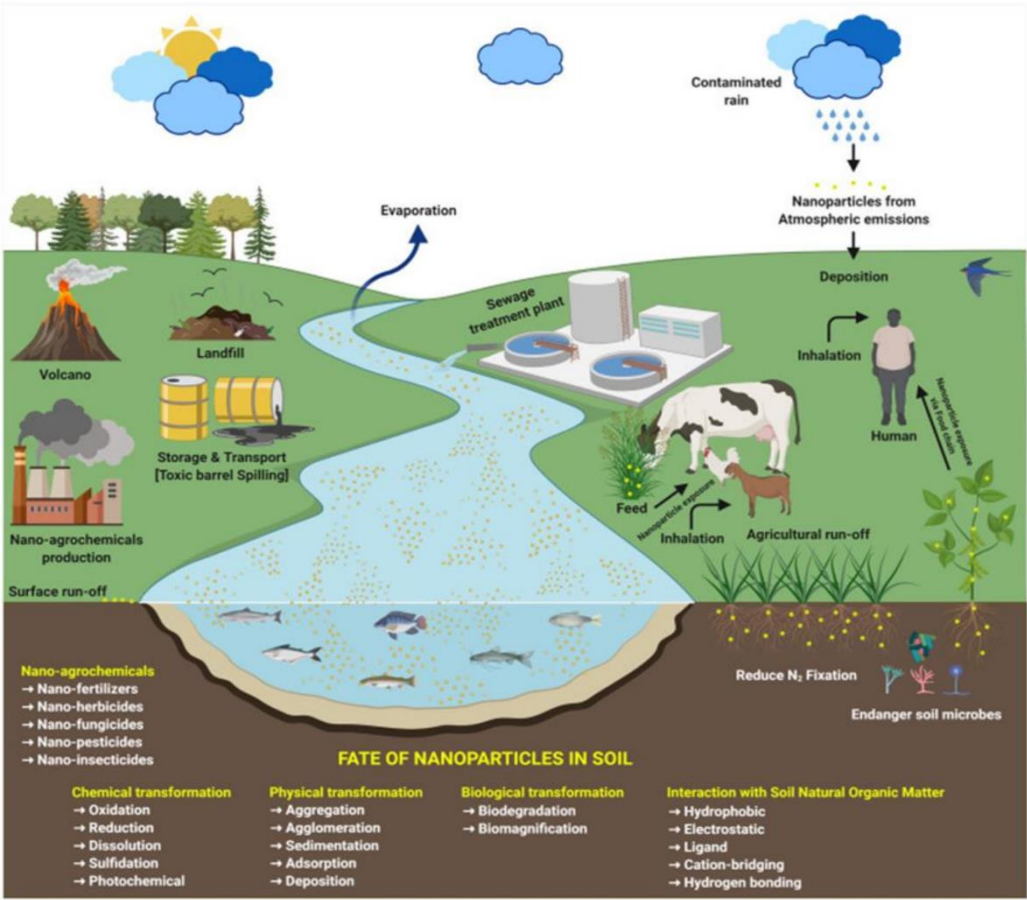 Contaminated
rain
Nanoparticles from
Atmospheric emissions
Evaporation
Deposition
Sewage
treatment plant
Inhalation
Volcano
Landfill
Human
Nanoparticle exposure
via Food chain
Storage & Transport
[Toxic barrel Spilling]
Feed
Nanoparticle exposure
Inhalation
Agricultural run-off
Nano-agrochemicals
production
Surface run-off
Nano-agrochemicals
→ Nano-fertilizers
→ Nano-herbicides
→ Nano-fungicides
→ Nano-pesticides
→ Nano-insecticides
Reduce N₂ Fixation
Endanger soil microbes
FATE OF NANOPARTICLES IN SOIL
Chemical transformation
→ Oxidation
→ Reduction
→ Dissolution
→ Sulfidation
→ Photochemical
Physical transformation
→ Aggregation
→ Agglomeration
→ Sedimentation
→ Adsorption
→ Deposition
Biological transformation
→ Biodegradation
→ Biomagnification
Interaction with Soil Natural Organic Matter
→ Hydrophobic
→ Electrostatic
→ Ligand
→ Cation-bridging
→ Hydrogen bonding